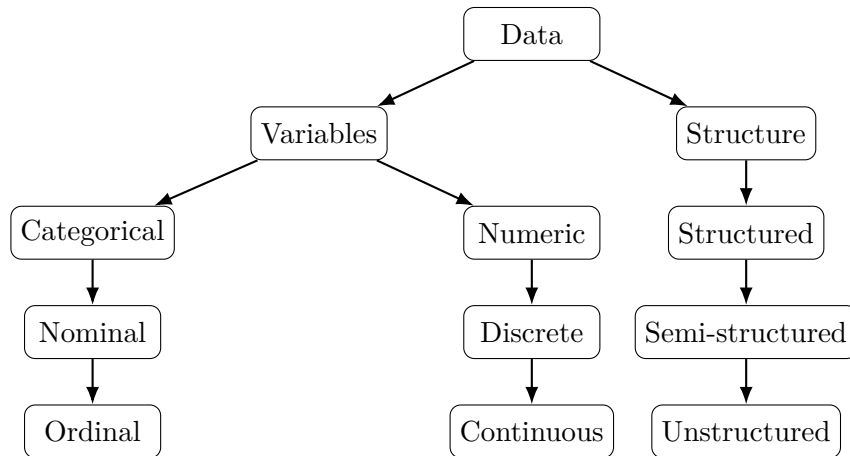 Data
Variables
Structure
Categorical
Numeric
Structured
Nominal
Discrete
Semi-structured
Ordinal
Continuous
Unstructured